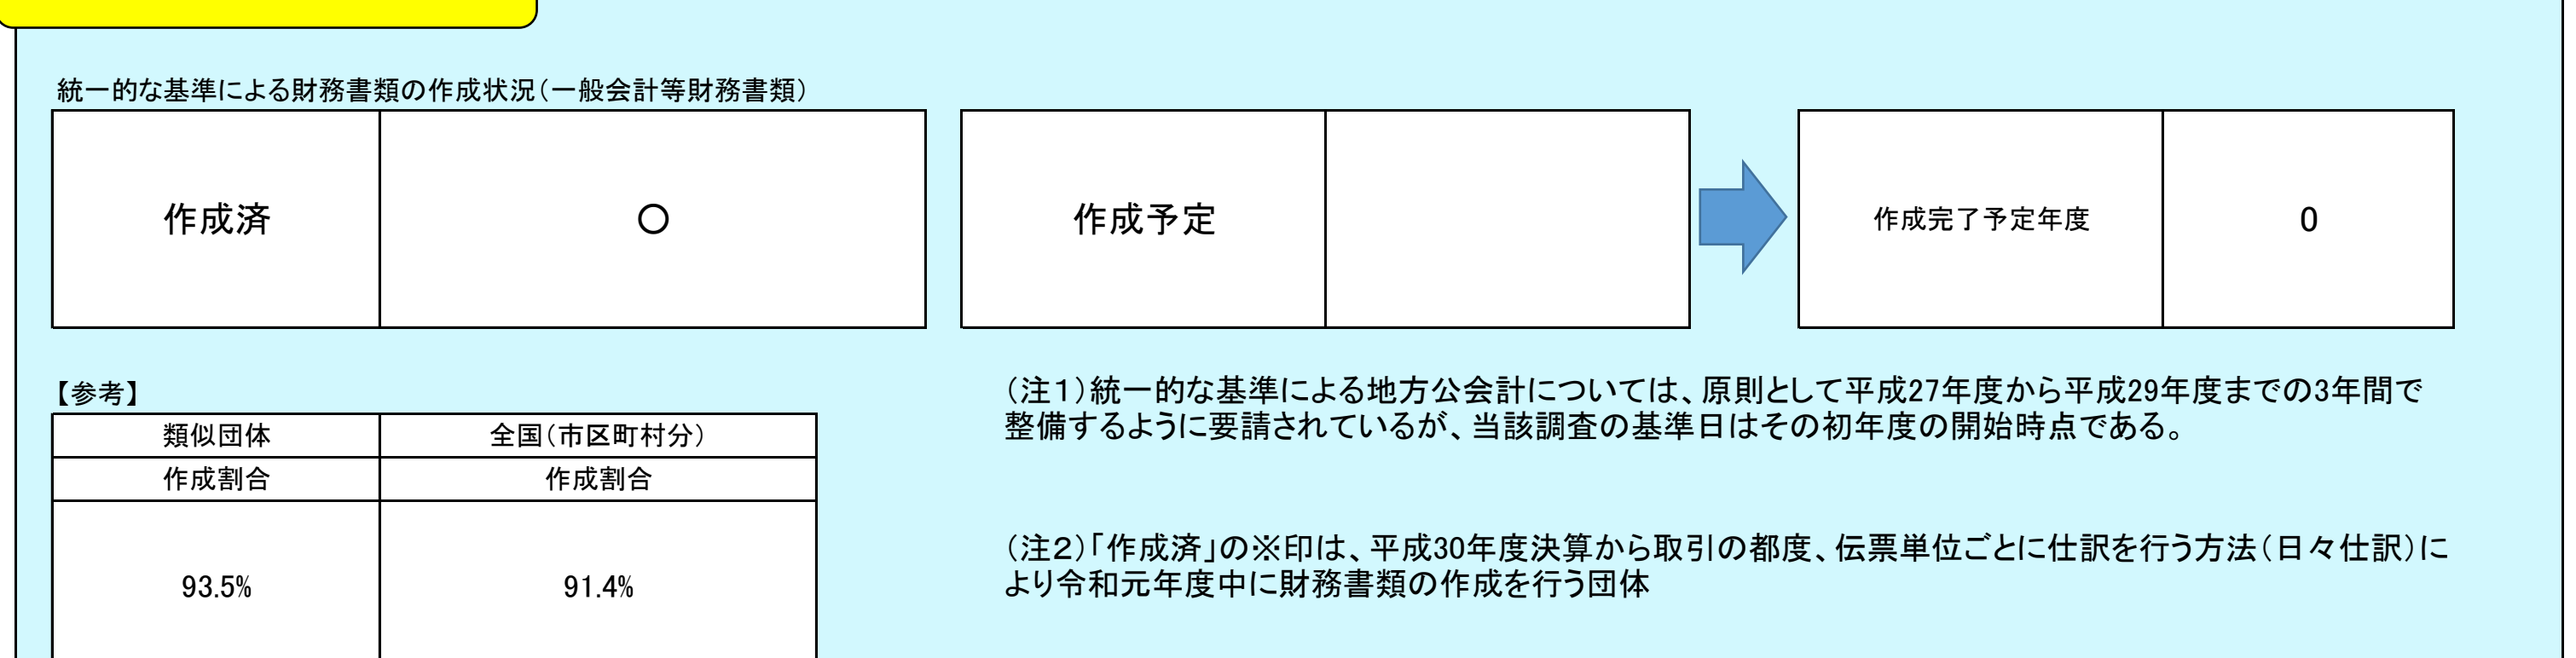 統一的な基準による財務書類の作成状況（一般会計等財務書類）
作成済
〇
作成予定
作成完了予定年度
0
【参考】
類似団体
全国（市区町村分）
作成割合
作成割合
93.5%
91.4%
（注１）統一的な基準による地方公会計については、原則として平成27年度から平成29年度までの3年間で
整備するように要請されているが、当該調査の基準日はその初年度の開始時点である。
（注２）「作成済」の※印は、平成30年度決算から取引の都度、伝票単位ごとに仕訳を行う方法（日々仕訳）に
より令和元年度中に財務書類の作成を行う団体